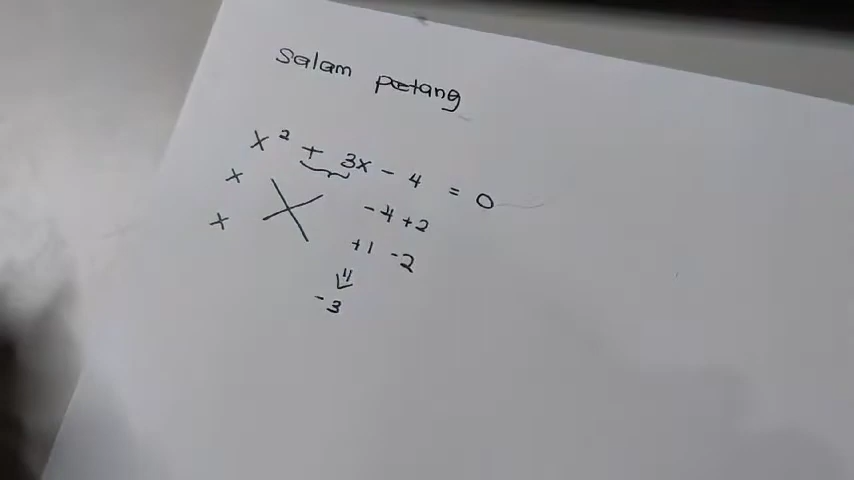 Salam petang
x² + 3x - 4 = 0
x -4 +2
x +1 -2
⇓
-3